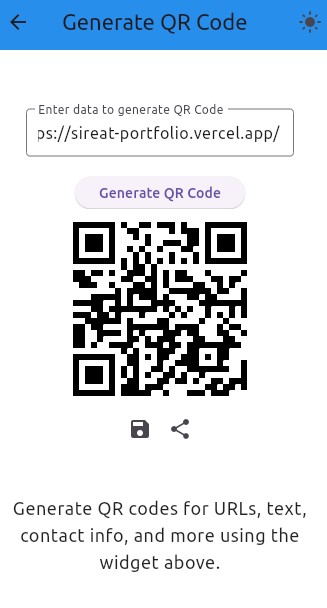 Generate QR Code
Enter data to generate QR Code
ps://sireat-portfolio.vercel.app/
Generate QR Code
Generate QR codes for URLs, text,
contact info, and more using the
widget above.